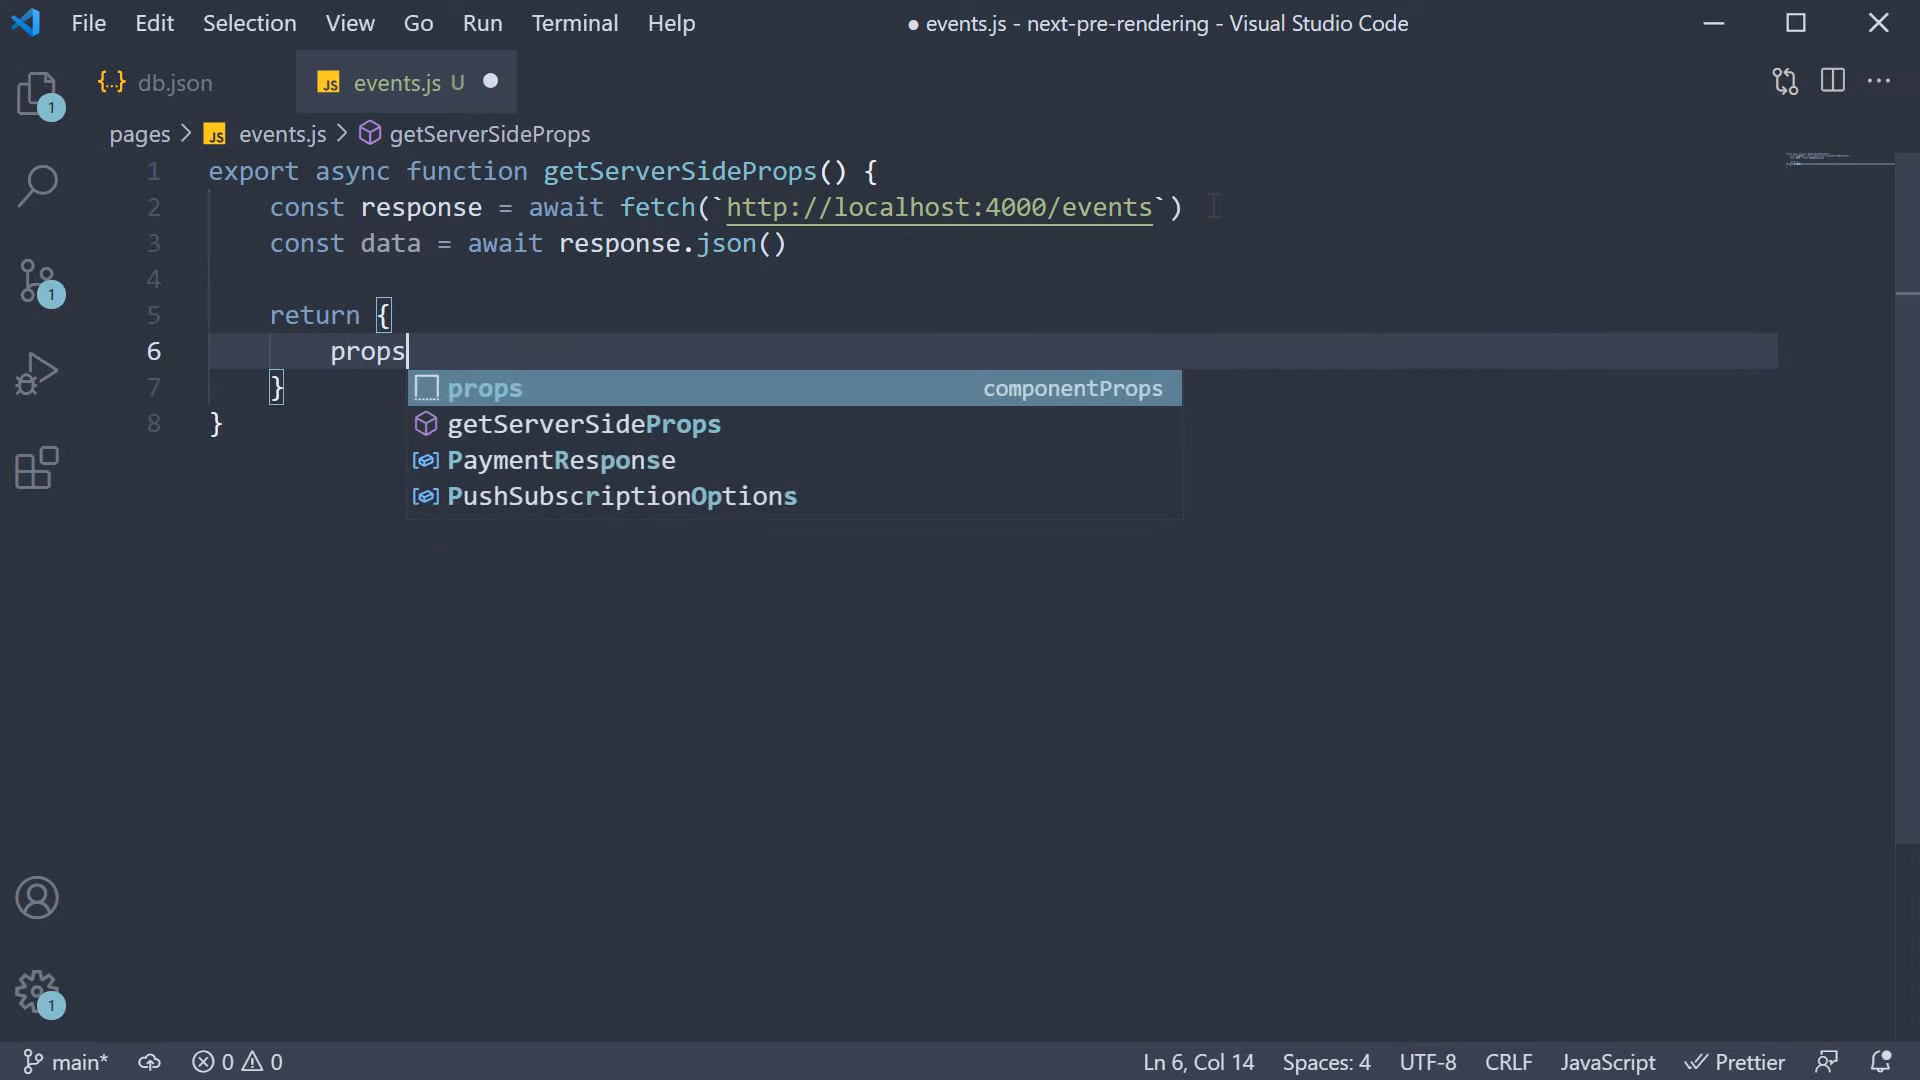 File Edit Selection View Go Run Terminal Help ● events.js - next-pre-rendering - Visual Studio Code
{...} db.json JS events.js U ●
pages > JS events.js > getServerSideProps
1 export async function getServerSideProps() {
2 const response = await fetch(`http://localhost:4000/events`)
3 const data = await response.json()
4
5 return {
6 props
7 }
8 }
props componentProps
getServerSideProps
PaymentResponse
PushSubscriptionOptions
1
1
1
main* 0 0 Ln 6, Col 14 Spaces: 4 UTF-8 CRLF JavaScript Prettier